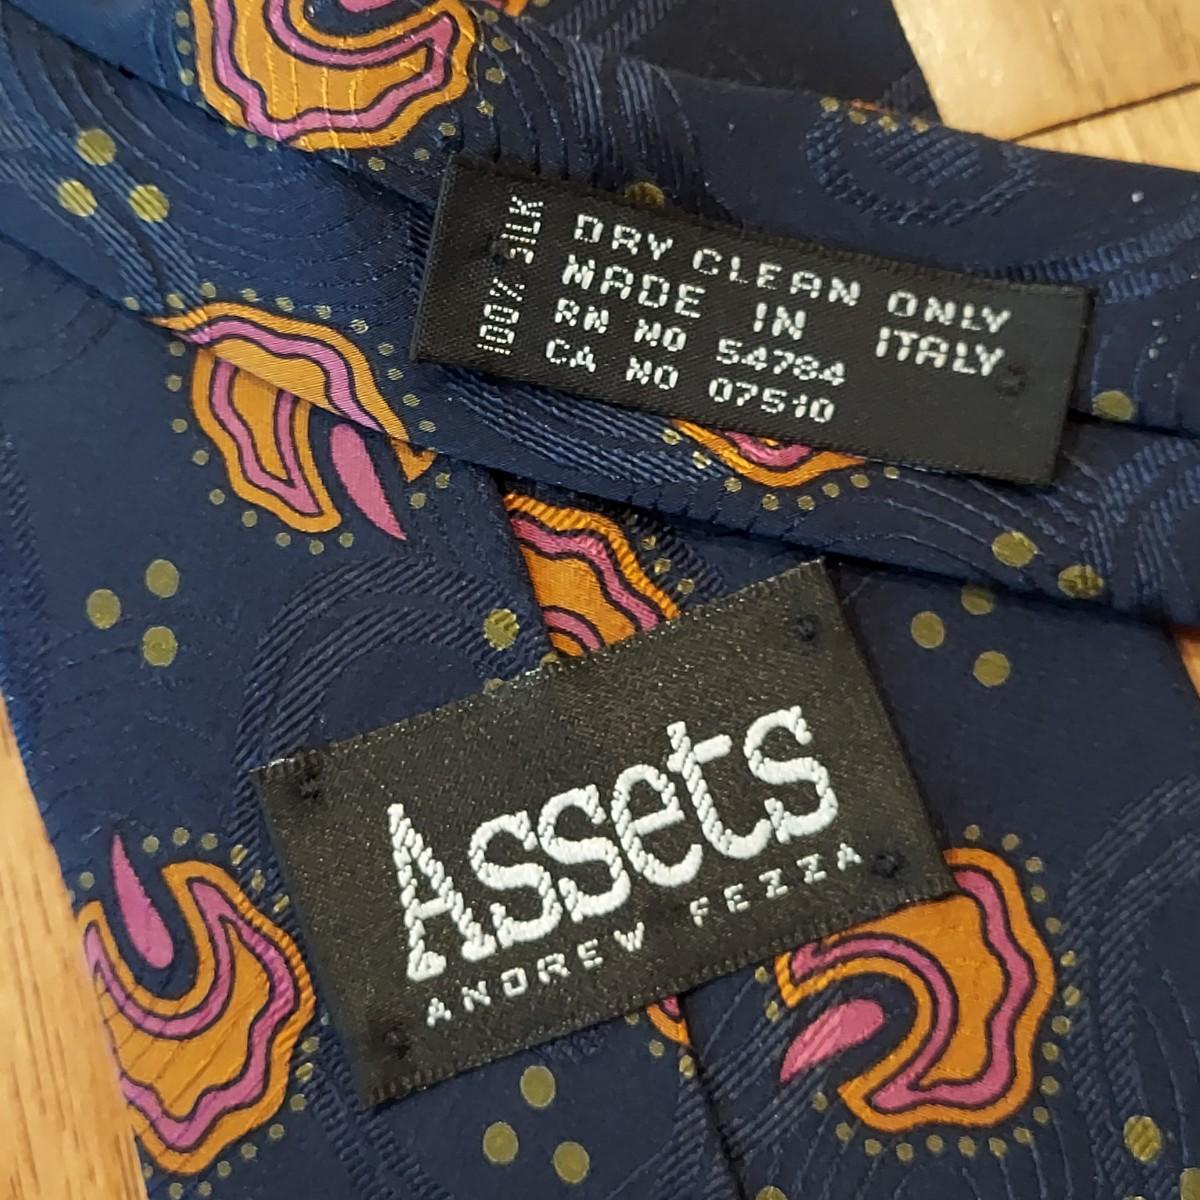 100% SILK
DRY CLEAN ONLY
MADE IN ITALY
RN NO 54784
CA NO 07510
Assets
ANDREW FEZZA